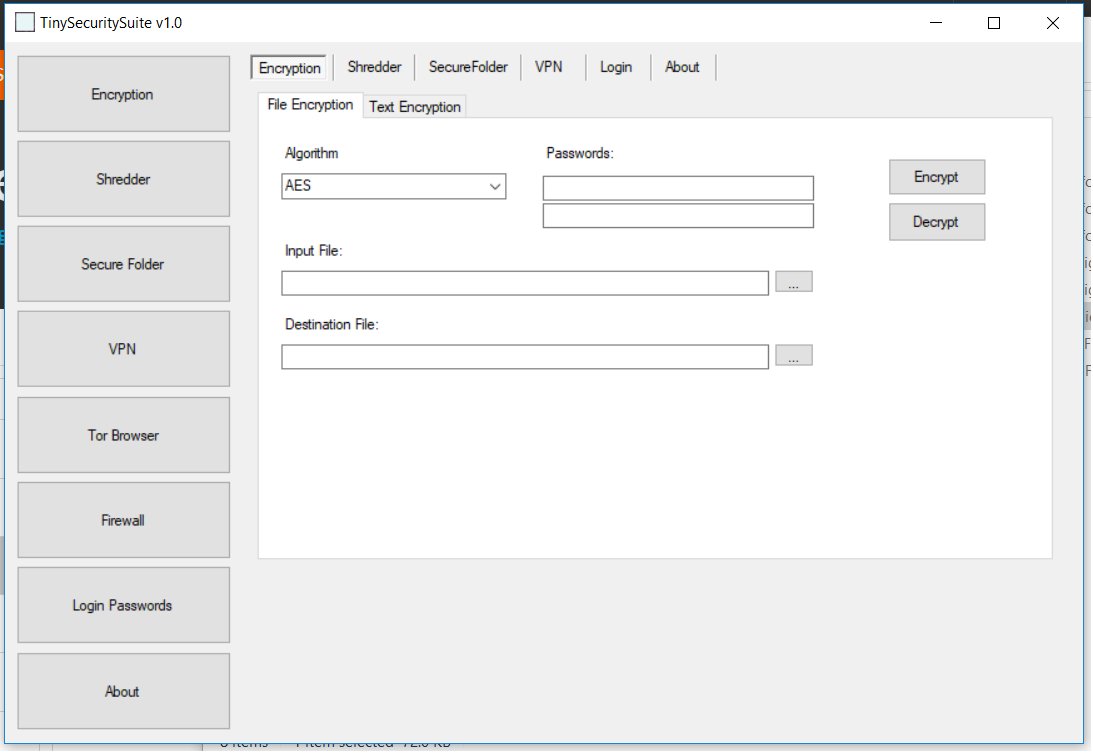 TinySecuritySuite v1.0
Encryption
Shredder
Secure Folder
VPN
Tor Browser
Firewall
Login Passwords
About
Encryption Shredder SecureFolder VPN Login About
File Encryption Text Encryption
Algorithm Passwords:
AES
Encrypt
Decrypt
Input File:
...
Destination File:
...